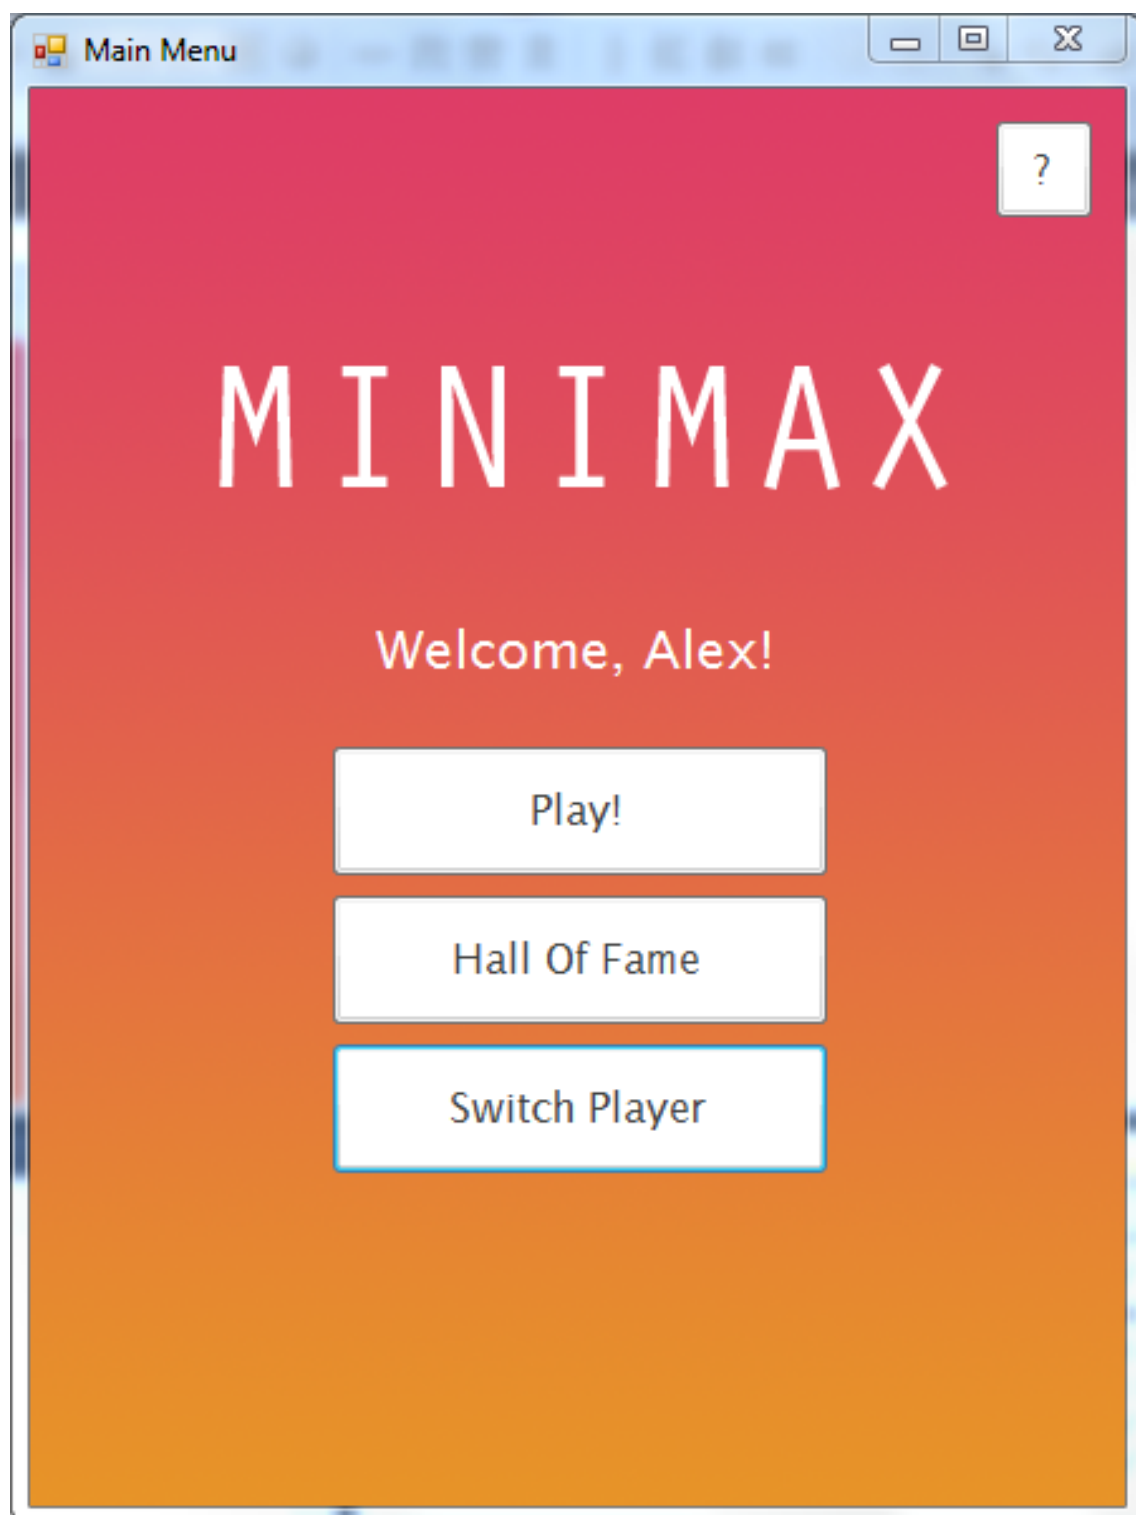 Main Menu
?
MINIMAX
Welcome, Alex!
Play!
Hall Of Fame
Switch Player